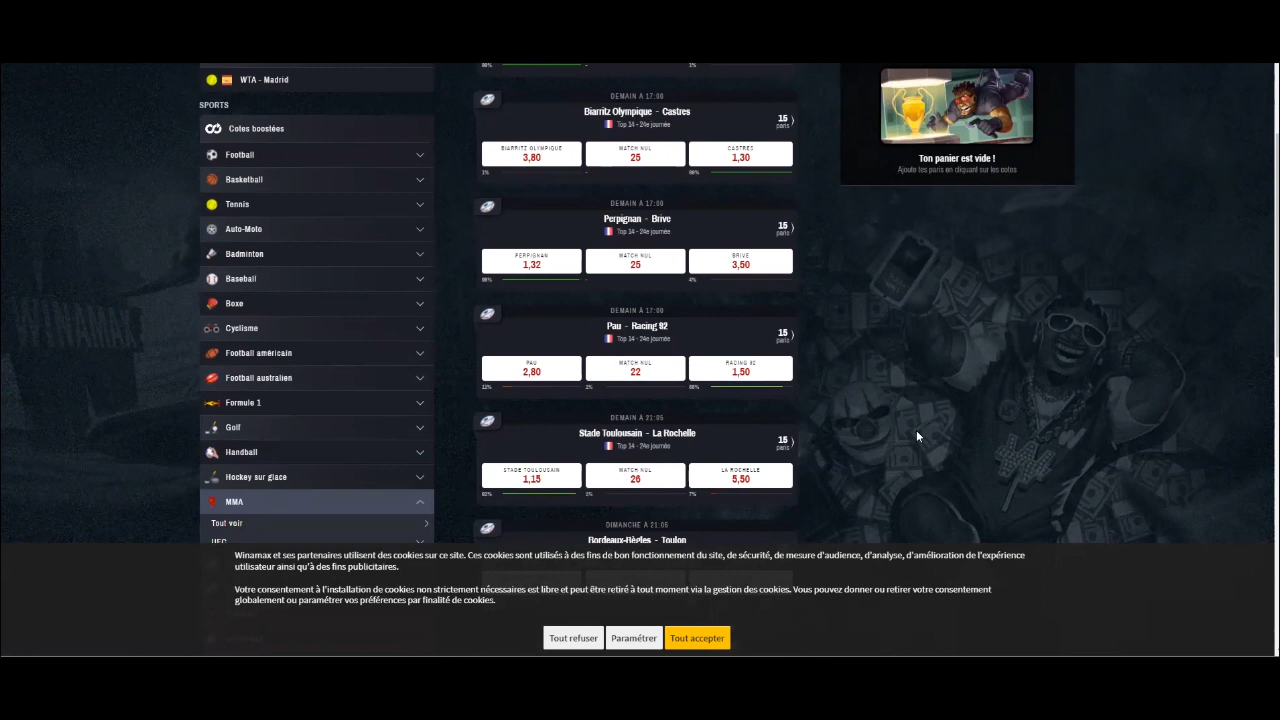 WTA - Madrid
SPORTS
Cotes boostées
Football
Basketball
Tennis
Auto-Moto
Badminton
Baseball
Boxe
Cyclisme
Football américain
Football australien
Formule 1
Golf
Handball
Hockey sur glace
MMA
Tout voir
UFC
1%
DEMAIN À 17:00
Biarritz Olympique - Castres
Top 14 - 24e journée
15
paris
BIARRITZ OLYMPIQUE MATCH NUL CASTRES
3,80 25 1,30
1% -
DEMAIN À 17:00
Perpignan - Brive
Top 14 - 24e journée
15
paris
PERPIGNAN MATCH NUL BRIVE
1,32 25 3,50
- 4%
DEMAIN À 17:00
Pau - Racing 92
Top 14 - 24e journée
15
paris
PAU MATCH NUL RACING 92
2,80 22 1,50
12% 2%
DEMAIN À 21:05
Stade Toulousain - La Rochelle
Top 14 - 24e journée
15
paris
STADE TOULOUSAIN MATCH NUL LA ROCHELLE
1,15 26 5,50
92% 7%
DIMANCHE À 21:05
Bordeaux-Bègles - Toulon
Ton panier est vide !
Ajoute tes paris en cliquant sur les cotes
WINAMAX
Winamax et ses partenaires utilisent des cookies sur ce site. Ces cookies sont utilisés à des fins de bon fonctionnement du site, de sécurité, de mesure d'audience, d'analyse, d'amélioration de l'expérience
utilisateur ainsi qu'à des fins publicitaires.
Votre consentement à l'installation de cookies non strictement nécessaires est libre et peut être retiré à tout moment via la gestion des cookies. Vous pouvez donner ou retirer votre consentement
globalement ou paramétrer vos préférences par finalité de cookies.
Tout refuser Paramétrer Tout accepter